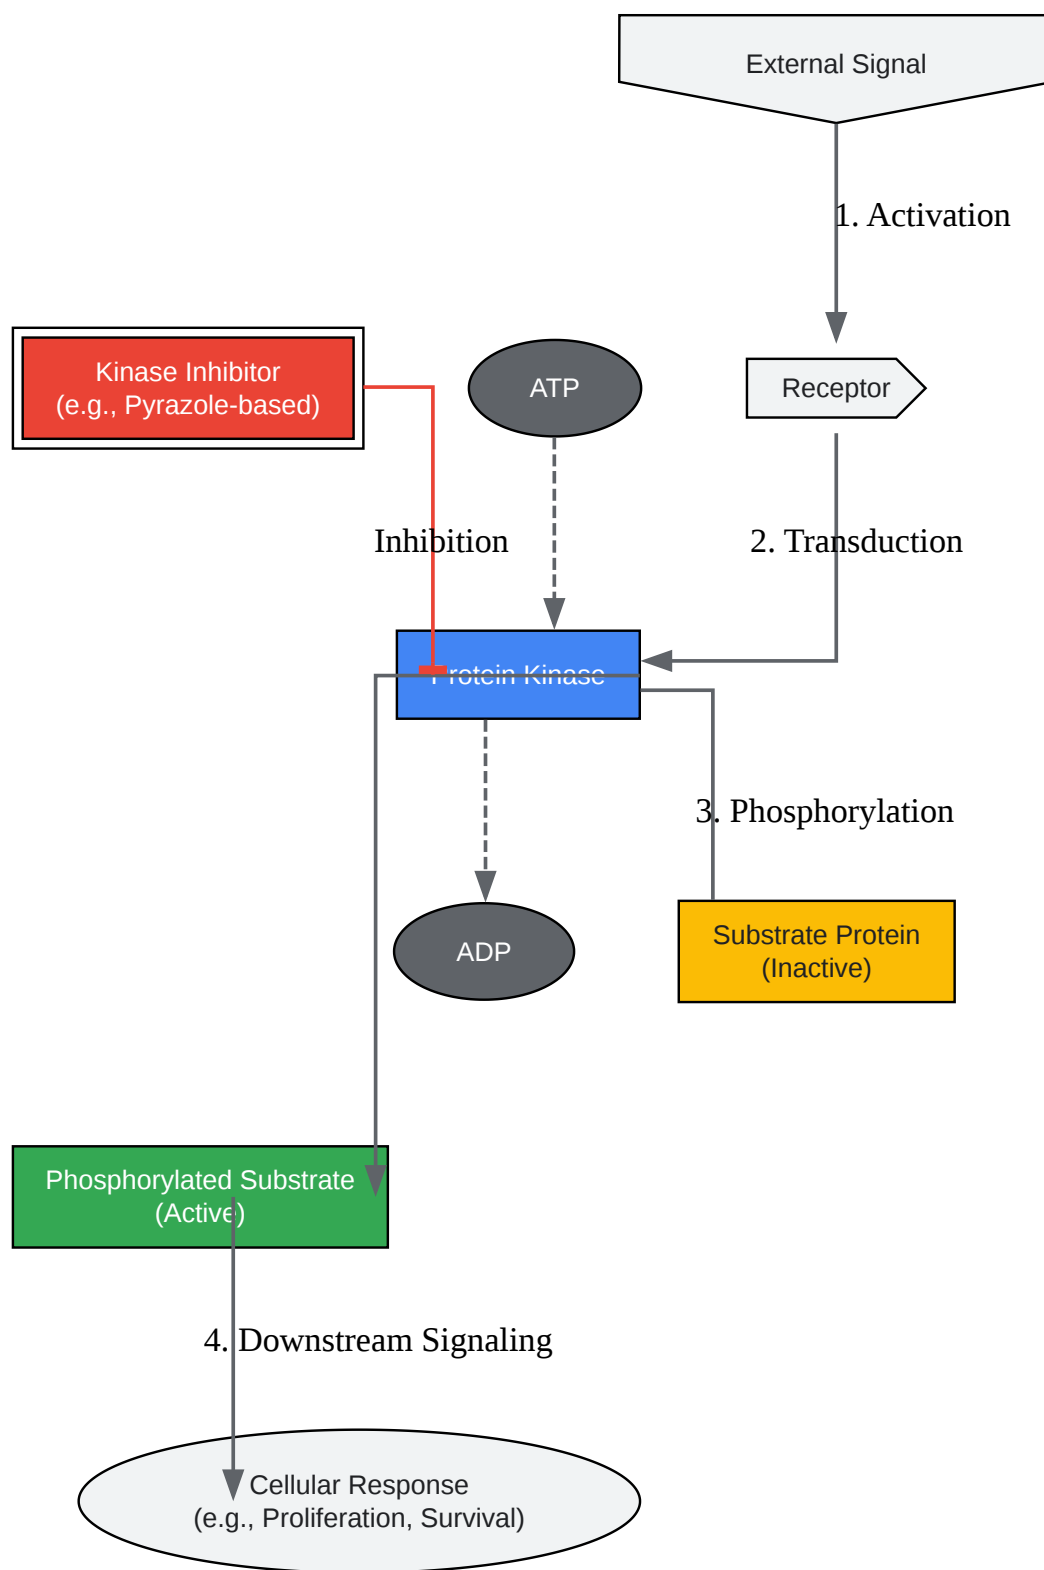 External Signal
1. Activation
Kinase Inhibitor
(e.g., Pyrazole-based)
ATP
Receptor
Inhibition
2. Transduction
Protein Kinase
3. Phosphorylation
Substrate Protein
(Inactive)
ADP
Phosphorylated Substrate
(Active)
4. Downstream Signaling
Cellular Response
(e.g., Proliferation, Survival)